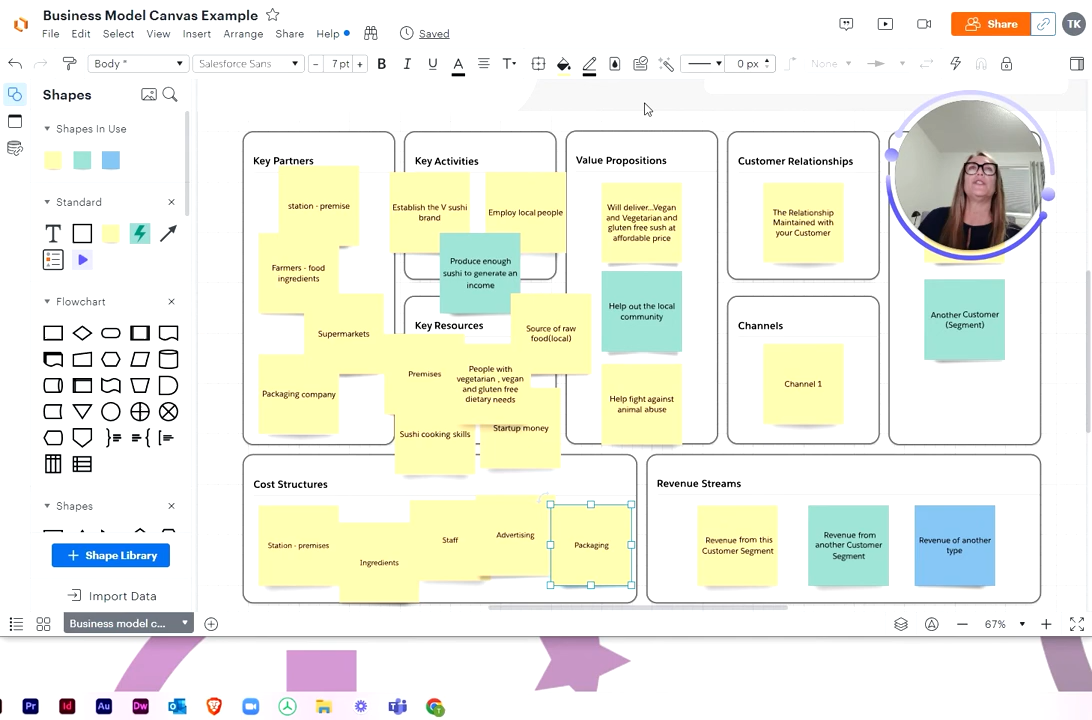 Business Model Canvas Example
File Edit Select View Insert Arrange Share Help Saved
Share TK
Body * Salesforce Sans - 7 pt + B I U A T 0 px None
Shapes
Shapes In Use
Standard
T
Flowchart
Shapes
+ Shape Library
Import Data
Key Partners
station - premise
Farmers - food
ingredients
Supermarkets
Packaging company
Key Activities
Establish the V sushi
brand
Employ local people
Produce enough
sushi to generate an
income
Key Resources
Source of raw
food(local)
Premises
People with
vegetarian , vegan
and gluten free
dietary needs
Sushi cooking skills
Startup money
Value Propositions
Will deliver...Vegan
and Vegetarian and
gluten free sush at
affordable price
Help out the local
community
Help fight against
animal abuse
Customer Relationships
The Relationship
Maintained with
your Customer
Channels
Channel 1
Another Customer
(Segment)
Cost Structures
Station - premises
Ingredients
Staff
Advertising
Packaging
Revenue Streams
Revenue from this
Customer Segment
Revenue from
another Customer
Segment
Revenue of another
type
Business model c...
67%
Pr Id Au Dw